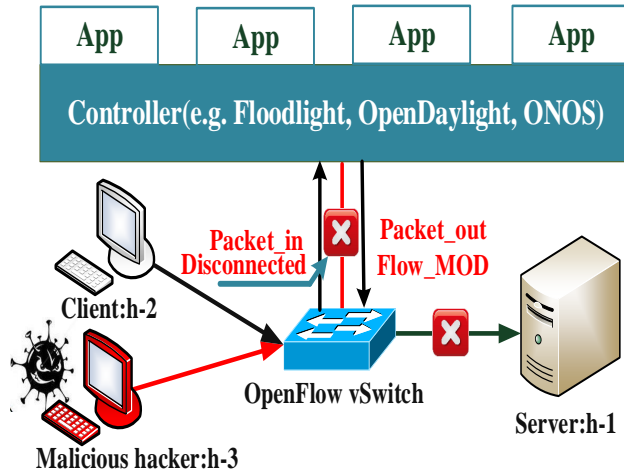 App App App App
Controller(e.g. Floodlight, OpenDaylight, ONOS)
Packet_in
Disconnected
Packet_out
Flow_MOD
Client:h-2
OpenFlow vSwitch
Server:h-1
Malicious hacker:h-3